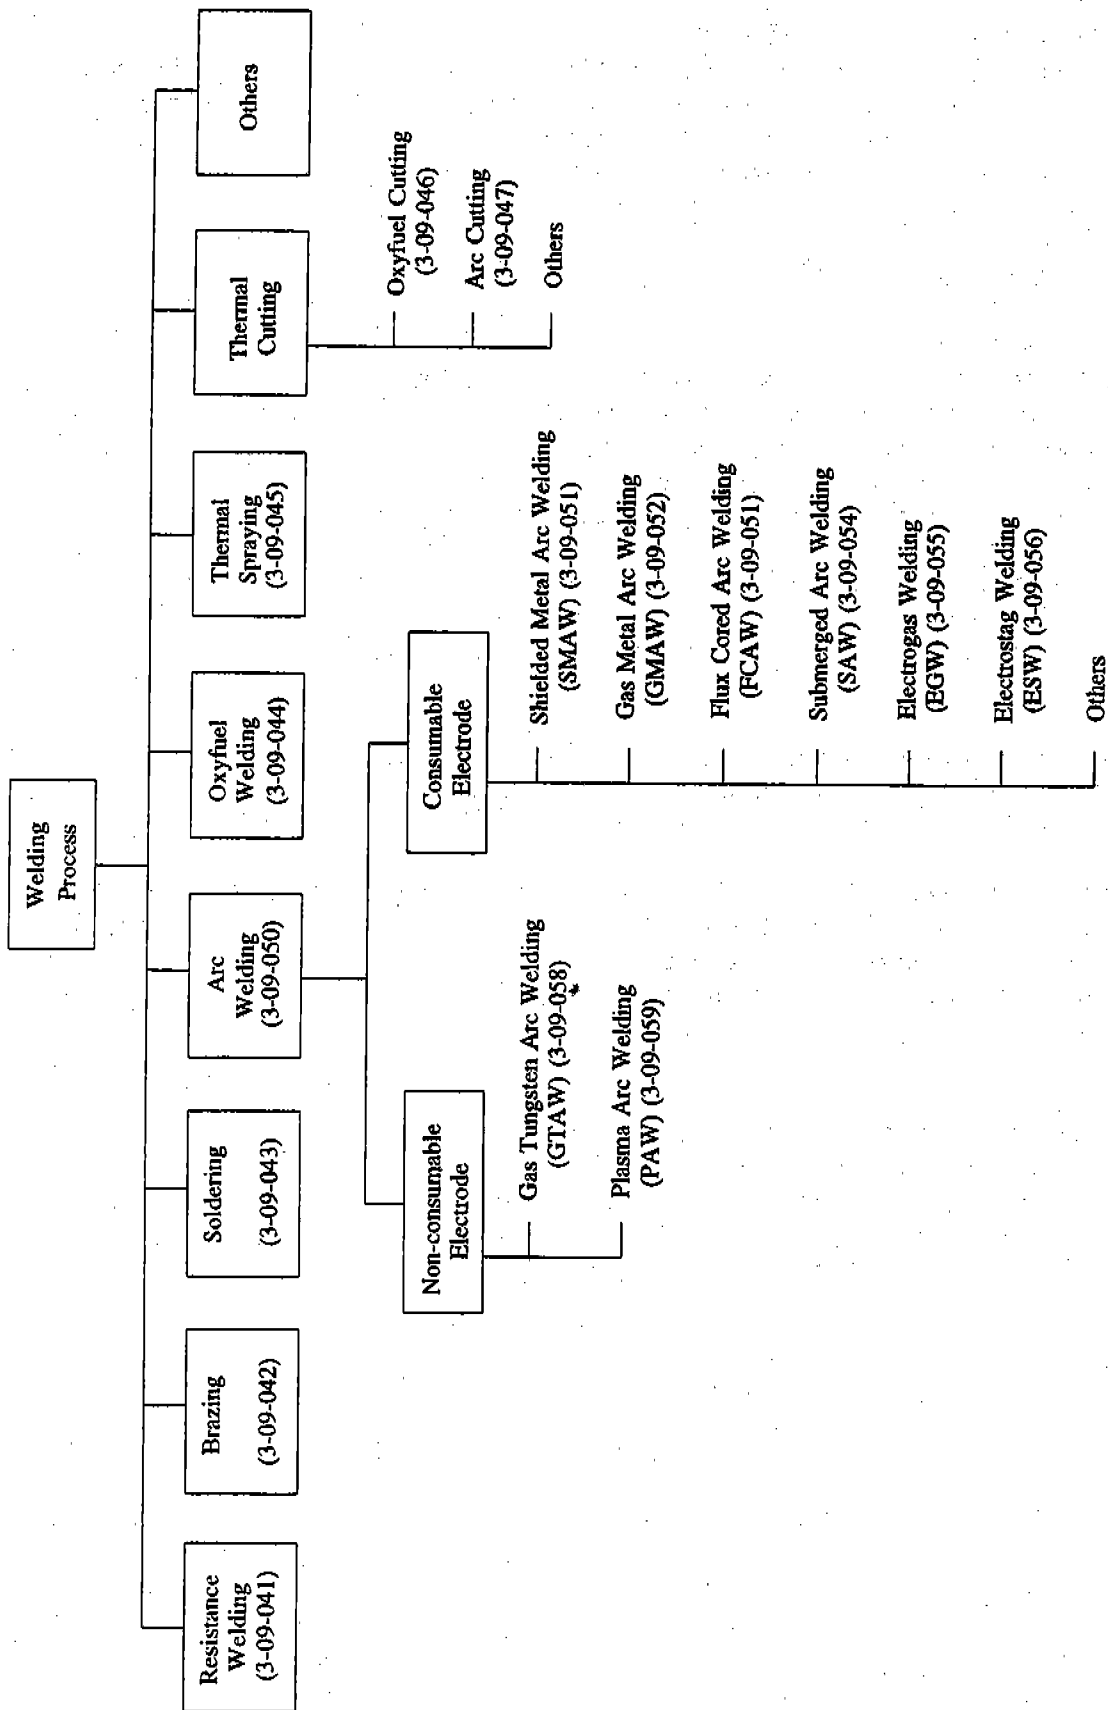 Welding
Process
Resistance
Welding
(3-09-041)
Brazing
(3-09-042)
Soldering
(3-09-043)
Arc
Welding
(3-09-050)
Oxyfuel
Welding
(3-09-044)
Thermal
Spraying
(3-09-045)
Thermal
Cutting
Others
Oxyfuel Cutting
(3-09-046)
Arc Cutting
(3-09-047)
Others
Non-consumable
Electrode
Gas Tungsten Arc Welding
(GTAW) (3-09-058)
Plasma Arc Welding
(PAW) (3-09-059)
Consumable
Electrode
Shielded Metal Arc Welding
(SMAW) (3-09-051)
Gas Metal Arc Welding
(GMAW) (3-09-052)
Flux Cored Arc Welding
(FCAW) (3-09-051)
Submerged Arc Welding
(SAW) (3-09-054)
Electrogas Welding
(EGW) (3-09-055)
Electrostag Welding
(ESW) (3-09-056)
Others